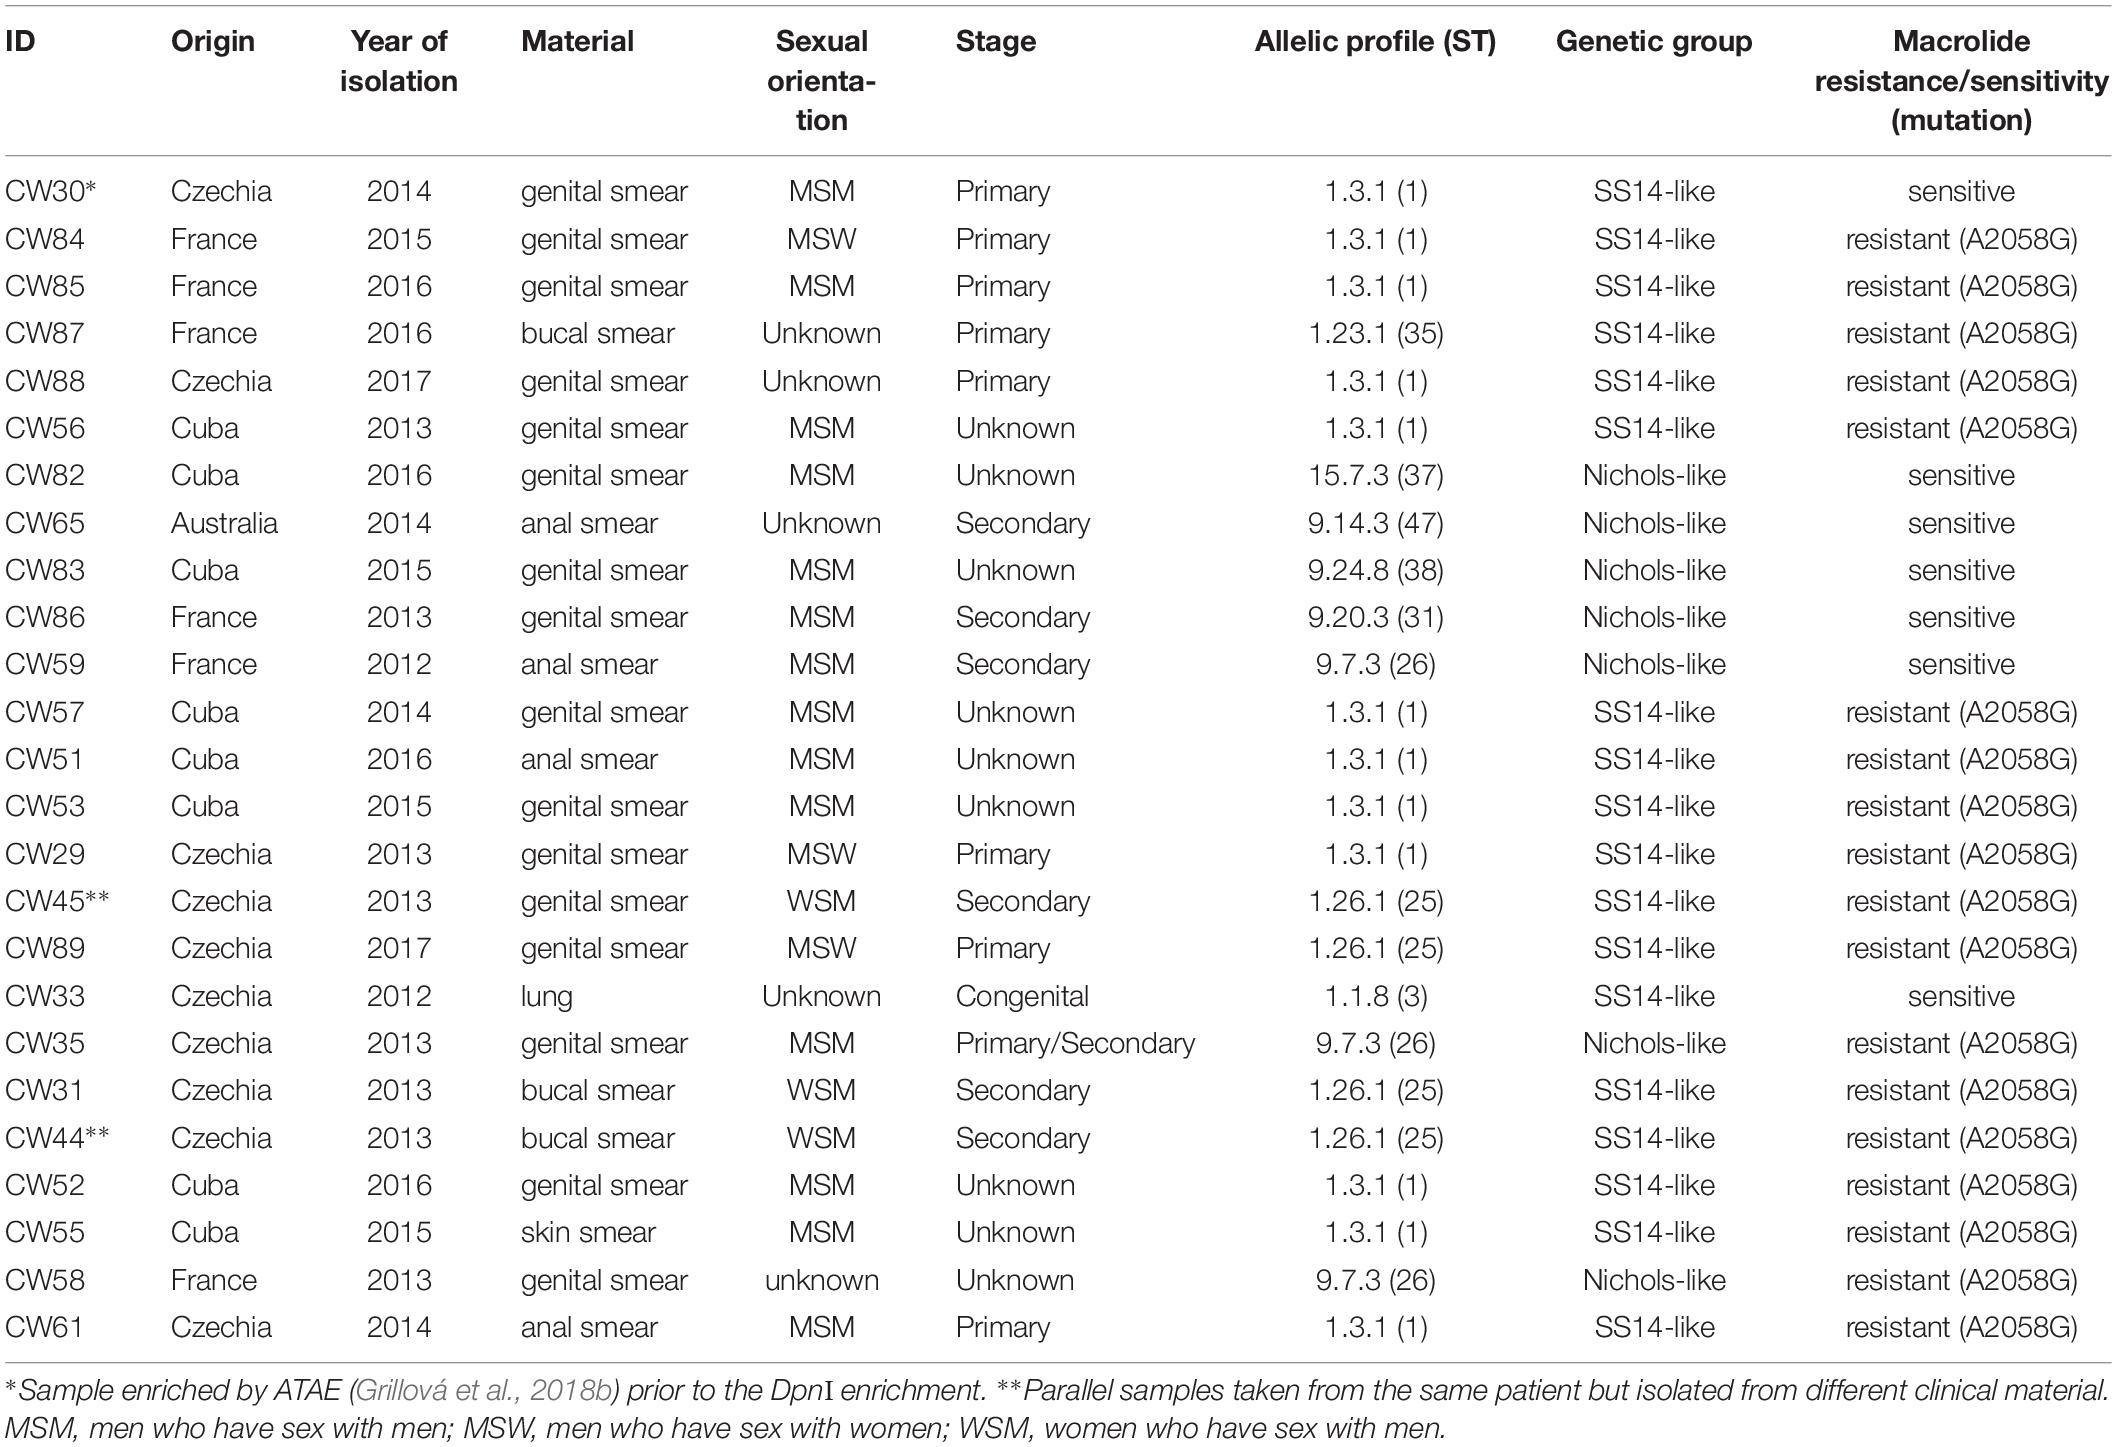 ID Origin Year of isolation Material Sexual orienta-tion Stage Allelic profile (ST) Genetic group Macrolide resistance/sensitivity (mutation)
CW30* Czechia 2014 genital smear MSM Primary 1.3.1 (1) SS14-like sensitive
CW84 France 2015 genital smear MSW Primary 1.3.1 (1) SS14-like resistant (A2058G)
CW85 France 2016 genital smear MSM Primary 1.3.1 (1) SS14-like resistant (A2058G)
CW87 France 2016 bucal smear Unknown Primary 1.23.1 (35) SS14-like resistant (A2058G)
CW88 Czechia 2017 genital smear Unknown Primary 1.3.1 (1) SS14-like resistant (A2058G)
CW56 Cuba 2013 genital smear MSM Unknown 1.3.1 (1) SS14-like resistant (A2058G)
CW82 Cuba 2016 genital smear MSM Unknown 15.7.3 (37) Nichols-like sensitive
CW65 Australia 2014 anal smear Unknown Secondary 9.14.3 (47) Nichols-like sensitive
CW83 Cuba 2015 genital smear MSM Unknown 9.24.8 (38) Nichols-like sensitive
CW86 France 2013 genital smear MSM Secondary 9.20.3 (31) Nichols-like sensitive
CW59 France 2012 anal smear MSM Secondary 9.7.3 (26) Nichols-like sensitive
CW57 Cuba 2014 genital smear MSM Unknown 1.3.1 (1) SS14-like resistant (A2058G)
CW51 Cuba 2016 anal smear MSM Unknown 1.3.1 (1) SS14-like resistant (A2058G)
CW53 Cuba 2015 genital smear MSM Unknown 1.3.1 (1) SS14-like resistant (A2058G)
CW29 Czechia 2013 genital smear MSW Primary 1.3.1 (1) SS14-like resistant (A2058G)
CW45** Czechia 2013 genital smear WSM Secondary 1.26.1 (25) SS14-like resistant (A2058G)
CW89 Czechia 2017 genital smear MSW Primary 1.26.1 (25) SS14-like resistant (A2058G)
CW33 Czechia 2012 lung Unknown Congenital 1.1.8 (3) SS14-like sensitive
CW35 Czechia 2013 genital smear MSM Primary/Secondary 9.7.3 (26) Nichols-like resistant (A2058G)
CW31 Czechia 2013 bucal smear WSM Secondary 1.26.1 (25) SS14-like resistant (A2058G)
CW44** Czechia 2013 bucal smear WSM Secondary 1.26.1 (25) SS14-like resistant (A2058G)
CW52 Cuba 2016 genital smear MSM Unknown 1.3.1 (1) SS14-like resistant (A2058G)
CW55 Cuba 2015 skin smear MSM Unknown 1.3.1 (1) SS14-like resistant (A2058G)
CW58 France 2013 genital smear unknown Unknown 9.7.3 (26) Nichols-like resistant (A2058G)
CW61 Czechia 2014 anal smear MSM Primary 1.3.1 (1) SS14-like resistant (A2058G)
*Sample enriched by ATAE (Grillová et al., 2018b) prior to the DpnI enrichment. **Parallel samples taken from the same patient but isolated from different clinical material.
MSM, men who have sex with men; MSW, men who have sex with women; WSM, women who have sex with men.